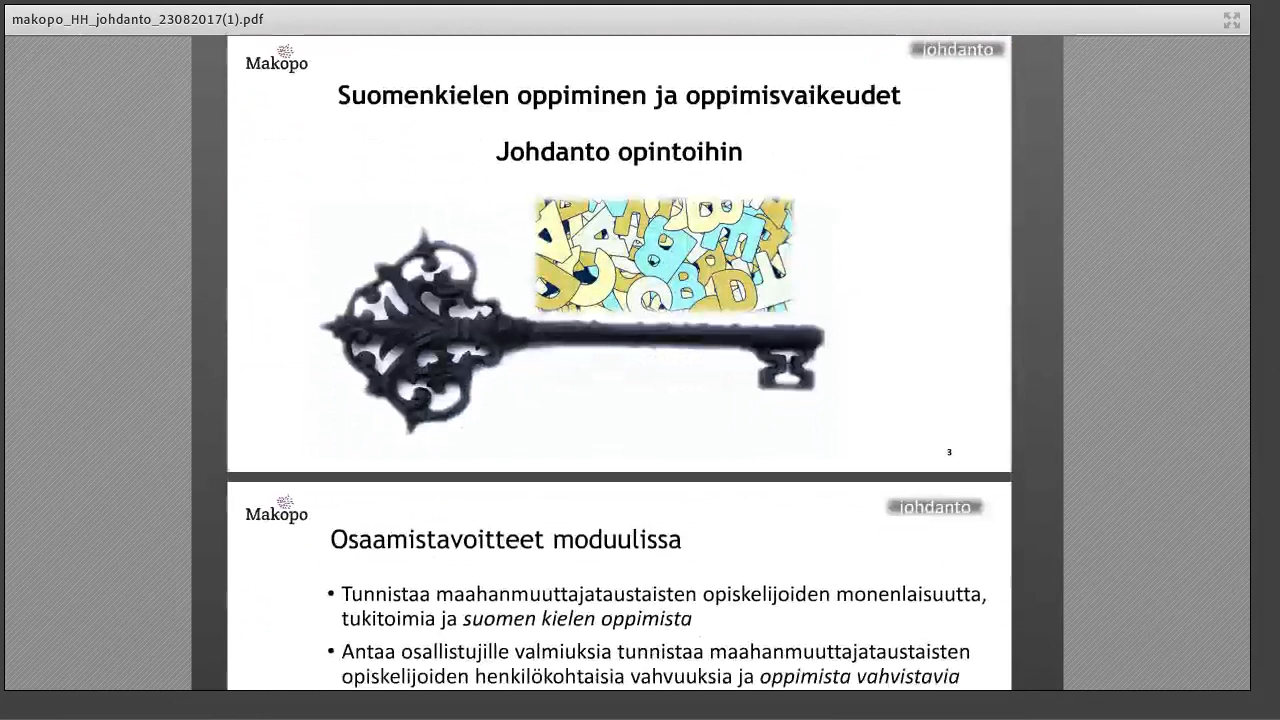 makopo_HH_johdanto_23082017(1).pdf
Makopo
johdanto
Suomenkielen oppiminen ja oppimisvaikeudet
Johdanto opintoihin
3
Makopo
johdanto
Osaamistavoitteet moduulissa
• Tunnistaa maahanmuuttajataustaisten opiskelijoiden monenlaisuutta,
tukitoimia ja suomen kielen oppimista
• Antaa osallistujille valmiuksia tunnistaa maahanmuuttajataustaisten
opiskelijoiden henkilökohtaisia vahvuuksia ja oppimista vahvistavia